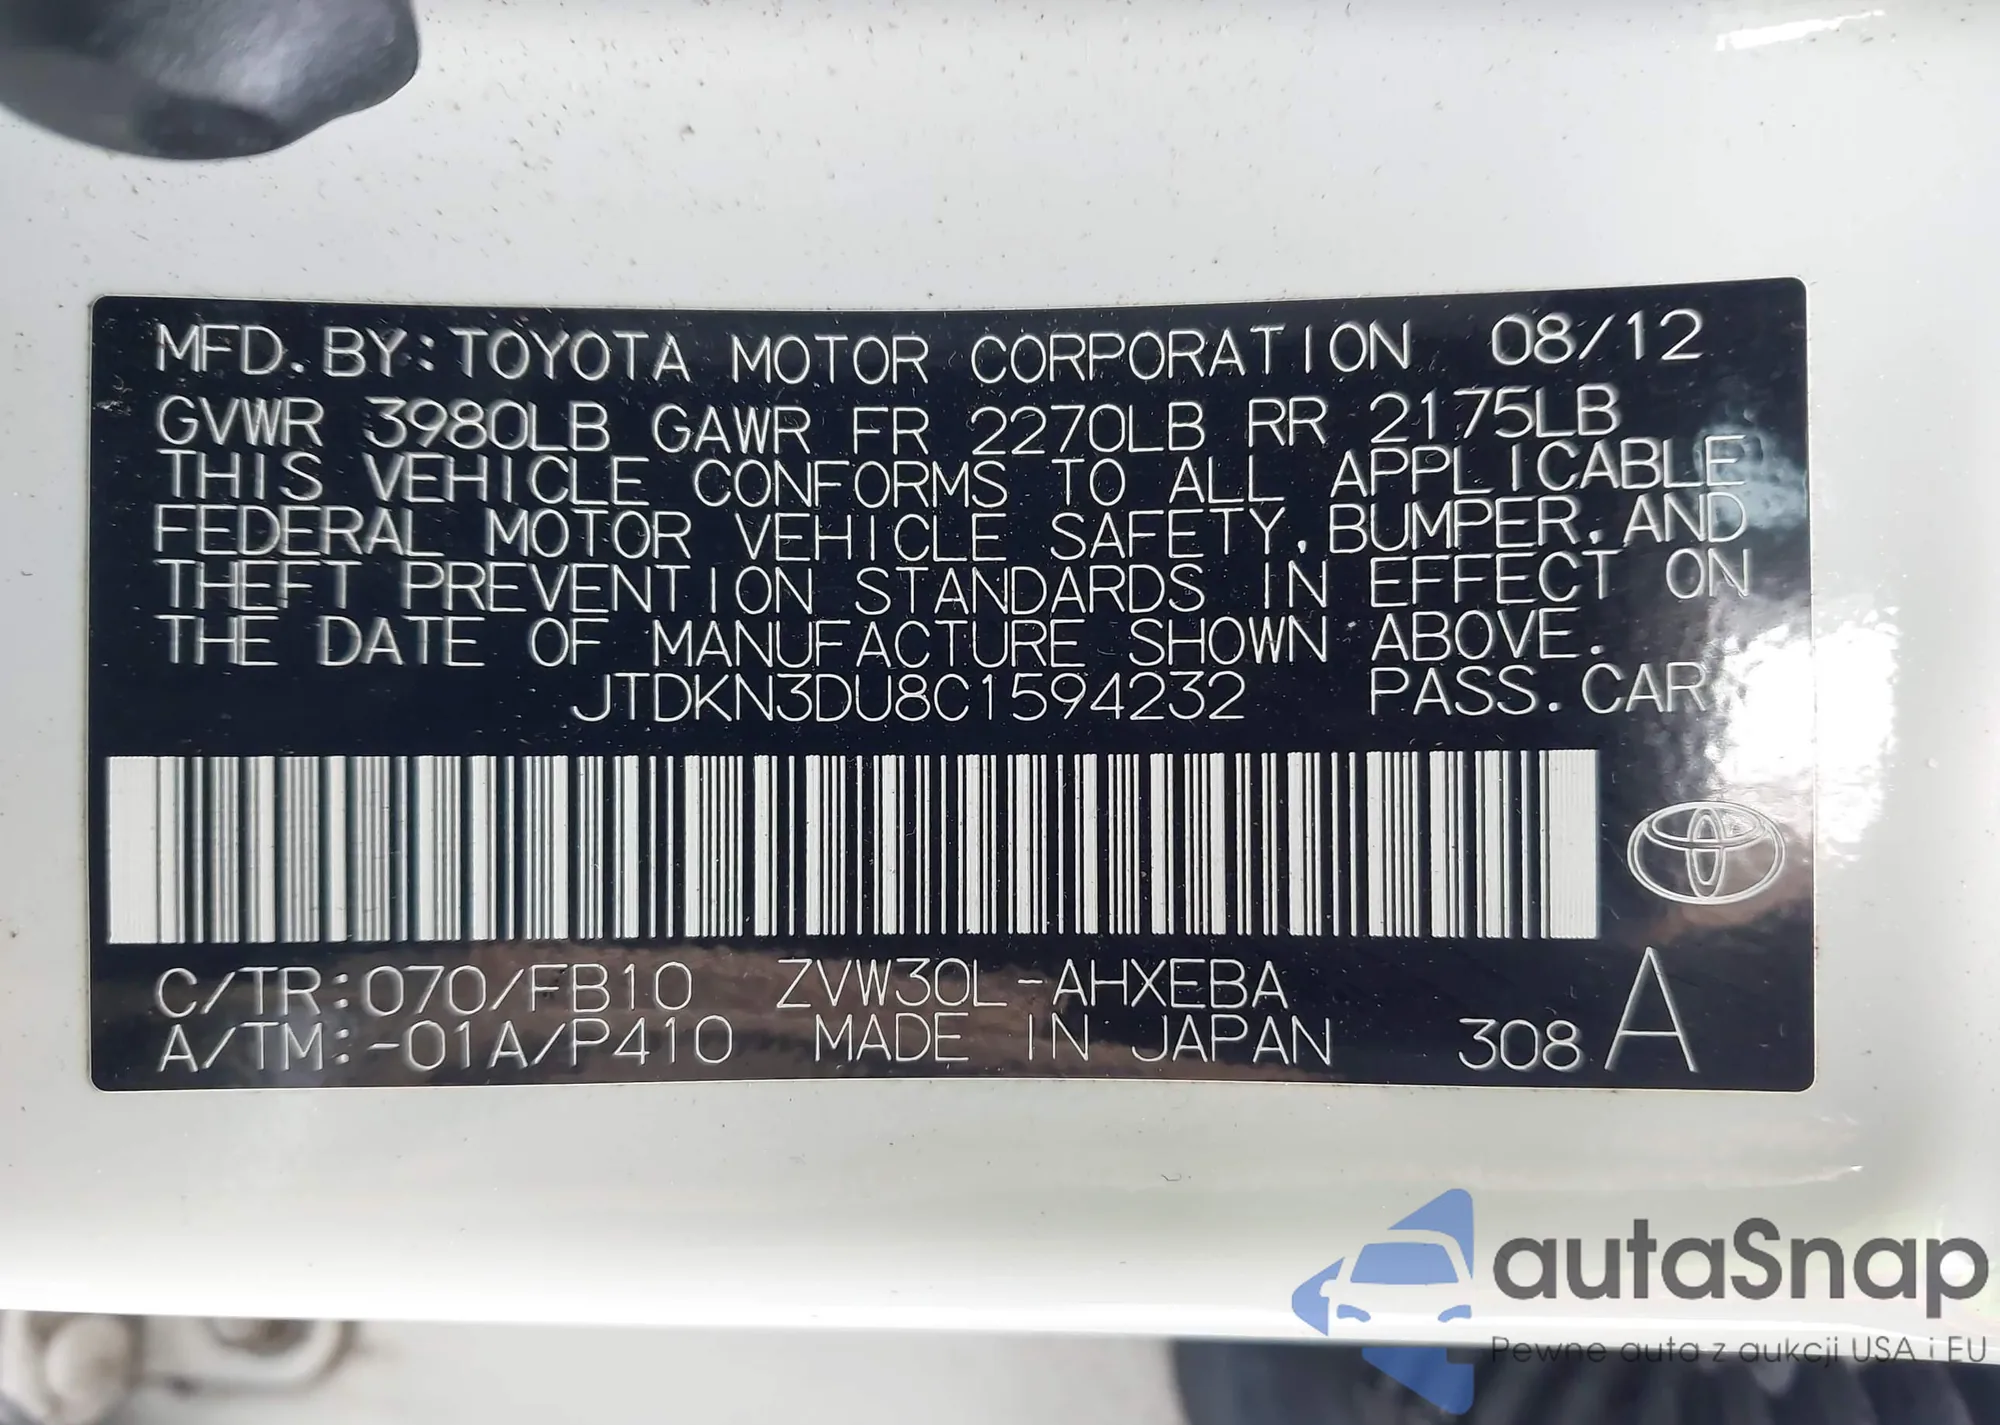 MFD. BY: TOYOTA MOTOR CORPORATION 08/12
GVWR 3980LB GAWR FR 2270LB RR 2175LB
THIS VEHICLE CONFORMS TO ALL APPLICABLE
FEDERAL MOTOR VEHICLE SAFETY, BUMPER, AND
THEFT PREVENTION STANDARDS IN EFFECT ON
THE DATE OF MANUFACTURE SHOWN ABOVE.
JTDKN3DU8C1594232 PASS. CAR
C/TR:070/FB10 ZVW30L-AHXEBA
A/TM:-01A/P410 MADE IN JAPAN 308 A
autoSnap
Pewne auta z aukcji USA i EU